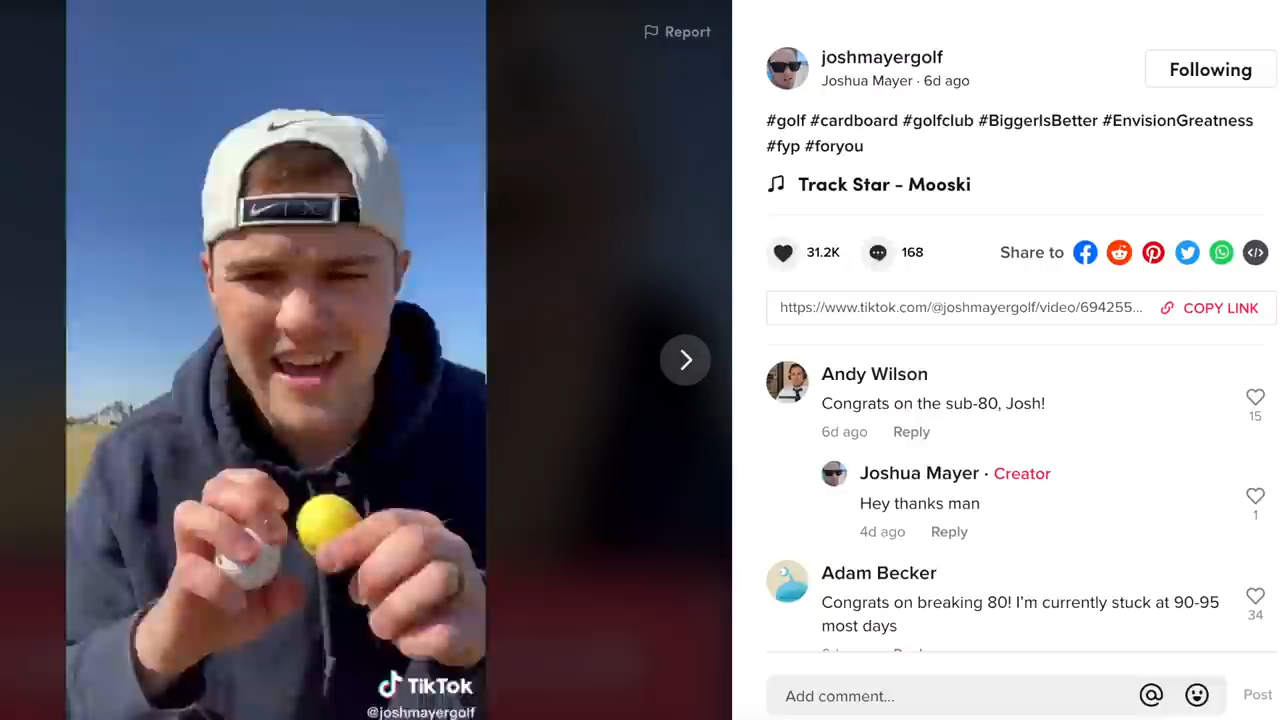 Report
joshmayergolf
Joshua Mayer · 6d ago
Following
#golf #cardboard #golfclub #BiggerIsBetter #EnvisionGreatness
#fyp #foryou
Track Star - Mooski
31.2K
168
Share to
https://www.tiktok.com/@joshmayergolf/video/694255...
COPY LINK
Andy Wilson
Congrats on the sub-80, Josh!
15
6d ago
Reply
Joshua Mayer · Creator
Hey thanks man
1
4d ago
Reply
Adam Becker
Congrats on breaking 80! I'm currently stuck at 90-95
most days
34
Add comment...
Post
TikTok
@joshmayergolf